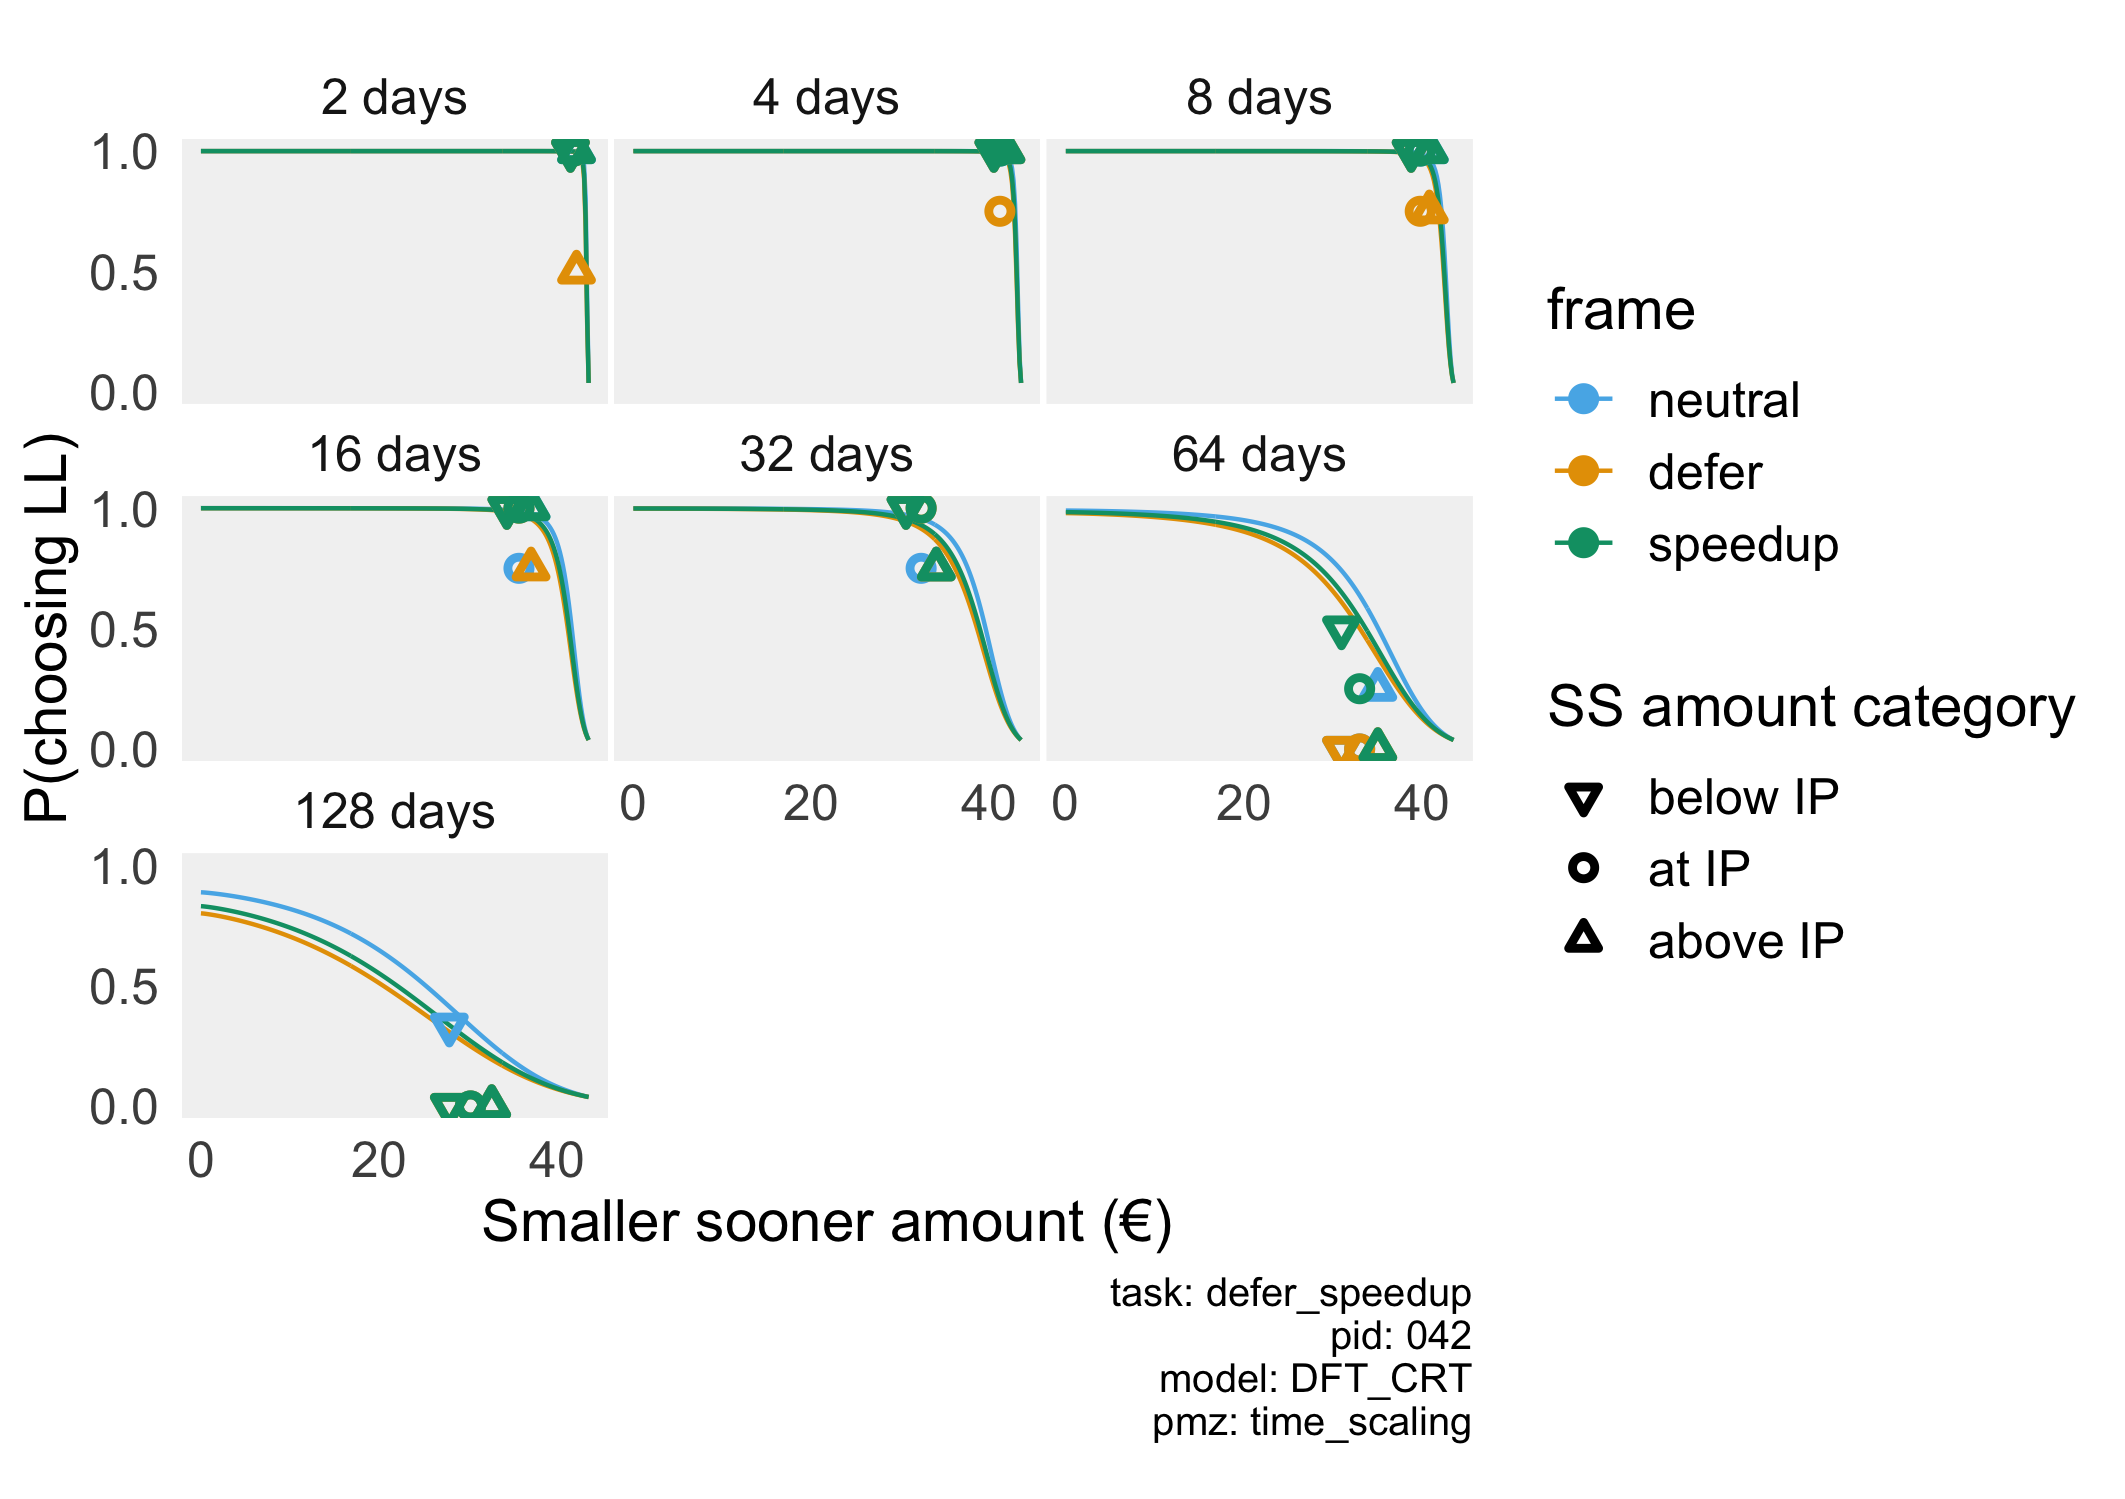 2 days
4 days
8 days
1.0
0.5
0.0
16 days
32 days
64 days
1.0
0.5
0.0
0
20
40
0
20
40
128 days
1.0
0.5
0.0
0
20
40
P(choosing LL)
Smaller sooner amount (€)
frame
neutral
defer
speedup
SS amount category
below IP
at IP
above IP
task: defer_speedup
pid: 042
model: DFT_CRT
pmz: time_scaling